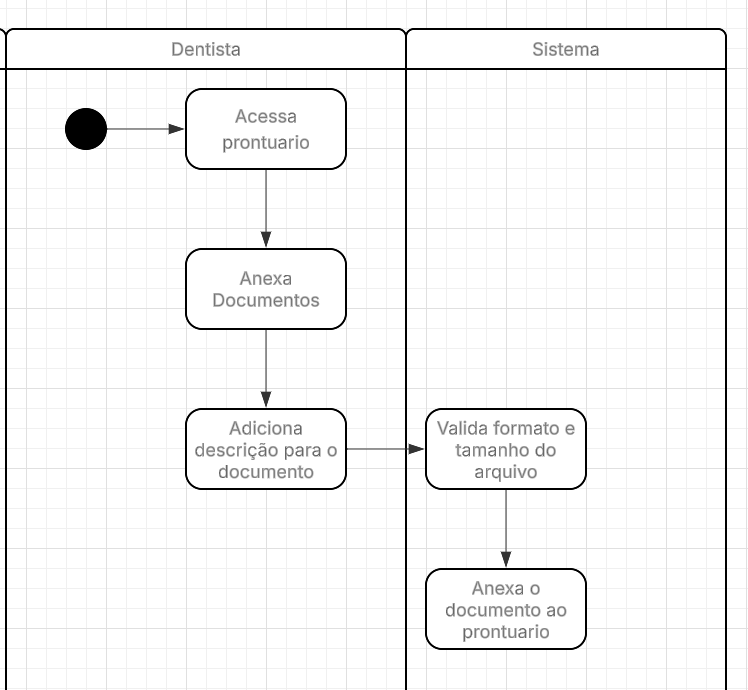 Dentista
Sistema
Acessa
prontuario
Anexa
Documentos
Adiciona
descrição para o
documento
Valida formato e
tamanho do
arquivo
Anexa o
documento ao
prontuario